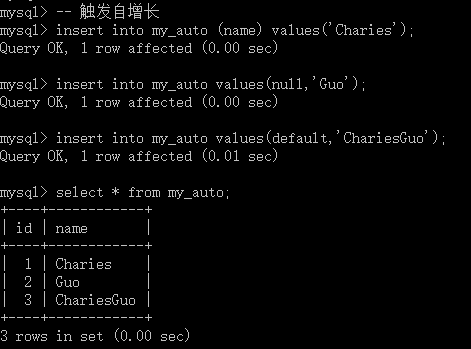 mysql> -- 触发自增长
mysql> insert into my_auto (name) values('Charies');
Query OK, 1 row affected (0.00 sec)
mysql> insert into my_auto values(null,'Guo');
Query OK, 1 row affected (0.00 sec)
mysql> insert into my_auto values(default,'ChariesGuo');
Query OK, 1 row affected (0.01 sec)
mysql> select * from my_auto;
+----+------------+
| id | name       |
+----+------------+
|  1 | Charies    |
|  2 | Guo        |
|  3 | ChariesGuo |
+----+------------+
3 rows in set (0.00 sec)